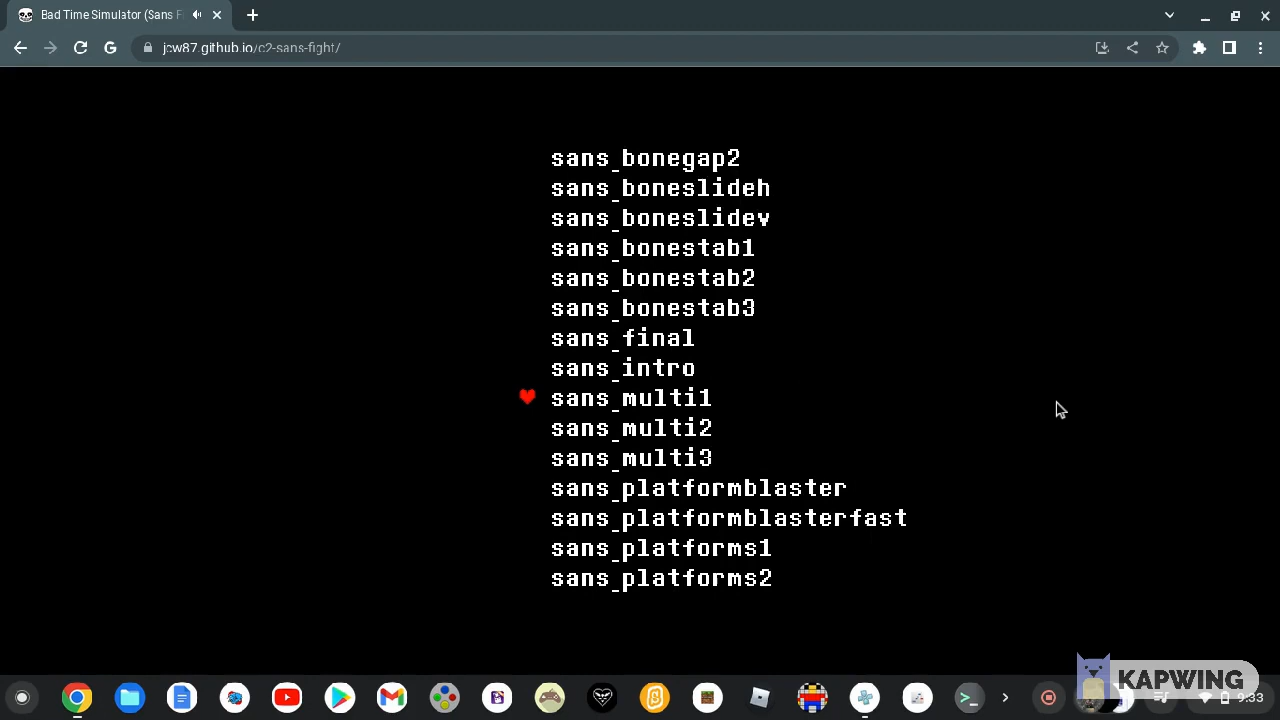 Bad Time Simulator (Sans Fi
jcw87.github.io/c2-sans-fight/
sans_bonegap2
sans_boneslideh
sans_boneslidev
sans_bonestab1
sans_bonestab2
sans_bonestab3
sans_final
sans_intro
sans_multi1
sans_multi2
sans_multi3
sans_platformblaster
sans_platformblasterfast
sans_platforms1
sans_platforms2
KAPWING
9:33